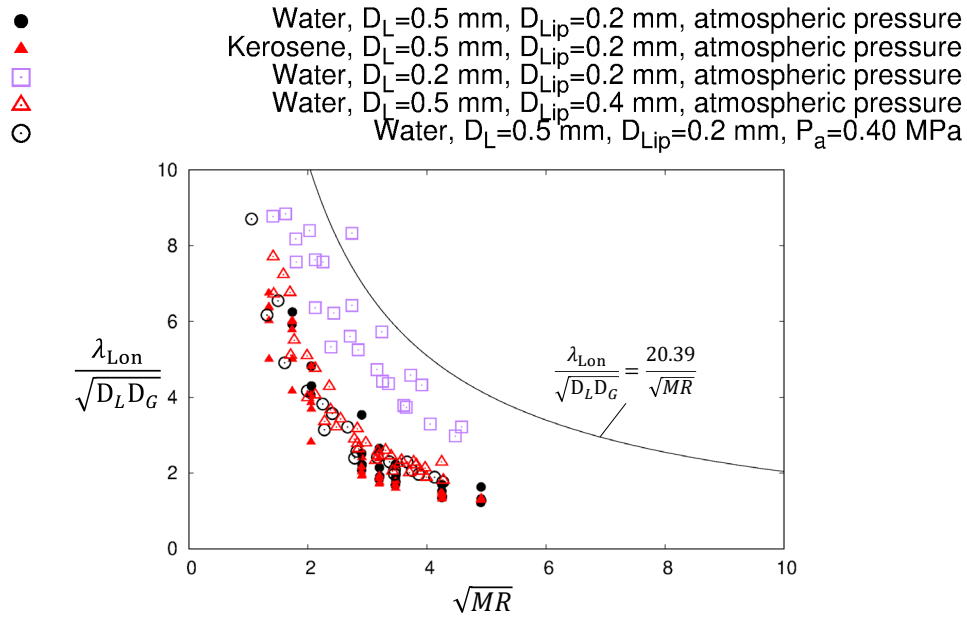 Water, D_L=0.5 mm, D_Lip=0.2 mm, atmospheric pressure
Kerosene, D_L=0.5 mm, D_Lip=0.2 mm, atmospheric pressure
Water, D_L=0.2 mm, D_Lip=0.2 mm, atmospheric pressure
Water, D_L=0.5 mm, D_Lip=0.4 mm, atmospheric pressure
Water, D_L=0.5 mm, D_Lip=0.2 mm, P_a=0.40 MPa
10
8
6
4
2
0
λ_Lon / √(D_L D_G)
λ_Lon / √(D_L D_G) = 20.39 / √MR
0 2 4 6 8 10
√MR